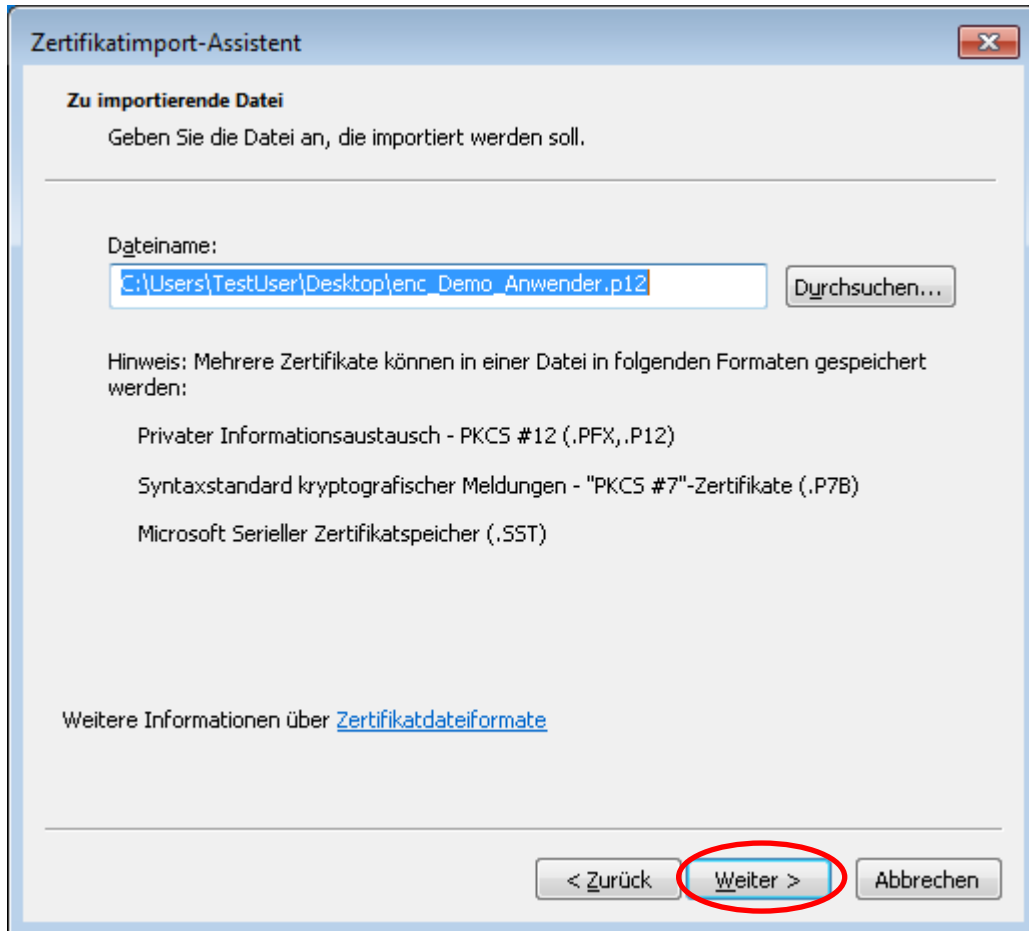 Zertifikatimport-Assistent
Zu importierende Datei
Geben Sie die Datei an, die importiert werden soll.
Dateiname:
C:\Users\TestUser\Desktop\enc_Demo_Anwender.p12
Durchsuchen...
Hinweis: Mehrere Zertifikate können in einer Datei in folgenden Formaten gespeichert
werden:
Privater Informationsaustausch - PKCS #12 (.PFX,.P12)
Syntaxstandard kryptografischer Meldungen - "PKCS #7"-Zertifikate (.P7B)
Microsoft Serieller Zertifikatspeicher (.SST)
Weitere Informationen über Zertifikatdateiformate
< Zurück
Weiter >
Abbrechen